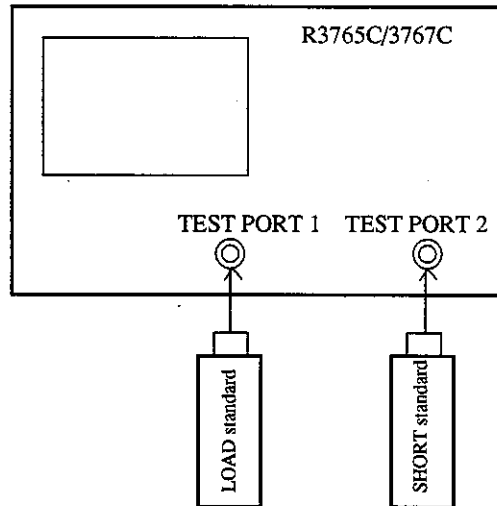 R3765C/3767C
TEST PORT 1
TEST PORT 2
LOAD standard
SHORT standard